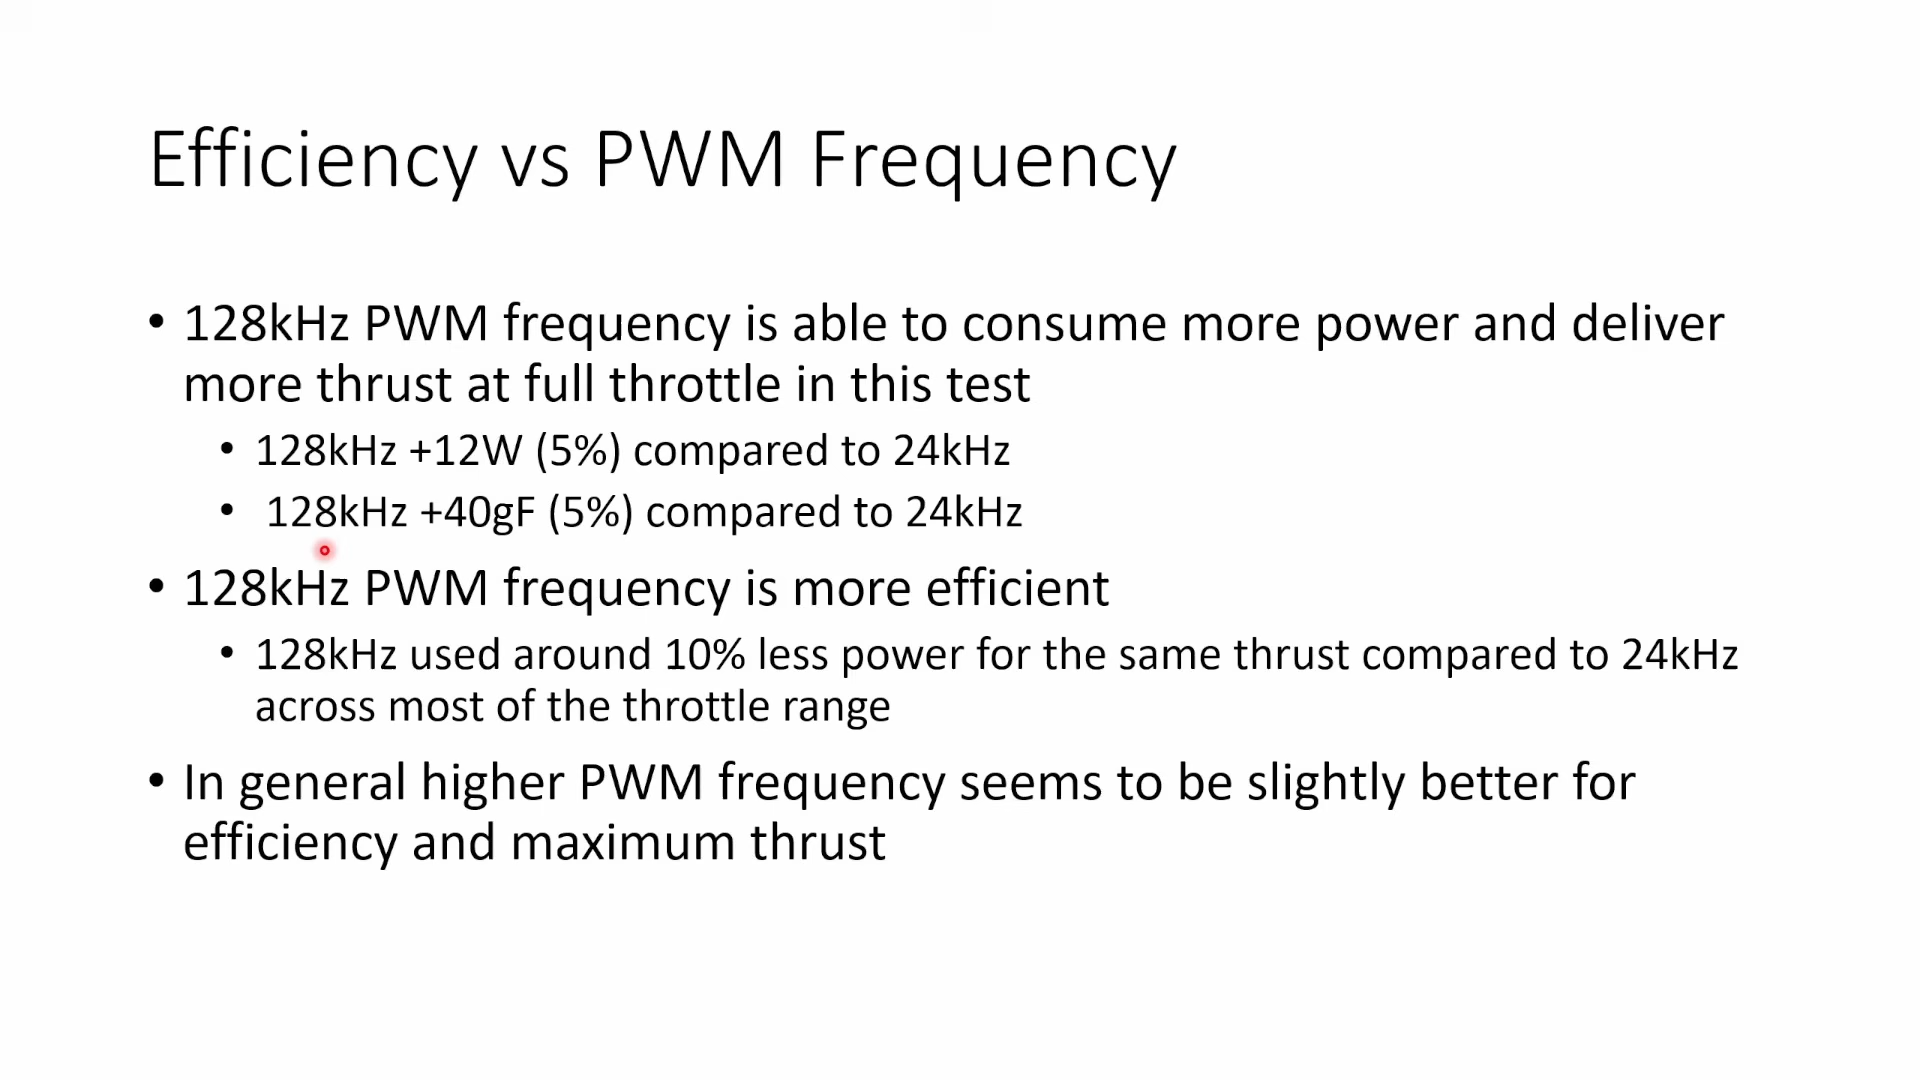 Efficiency vs PWM Frequency
• 128kHz PWM frequency is able to consume more power and deliver
more thrust at full throttle in this test
• 128kHz +12W (5%) compared to 24kHz
• 128kHz +40gF (5%) compared to 24kHz
• 128kHz PWM frequency is more efficient
• 128kHz used around 10% less power for the same thrust compared to 24kHz
across most of the throttle range
• In general higher PWM frequency seems to be slightly better for
efficiency and maximum thrust